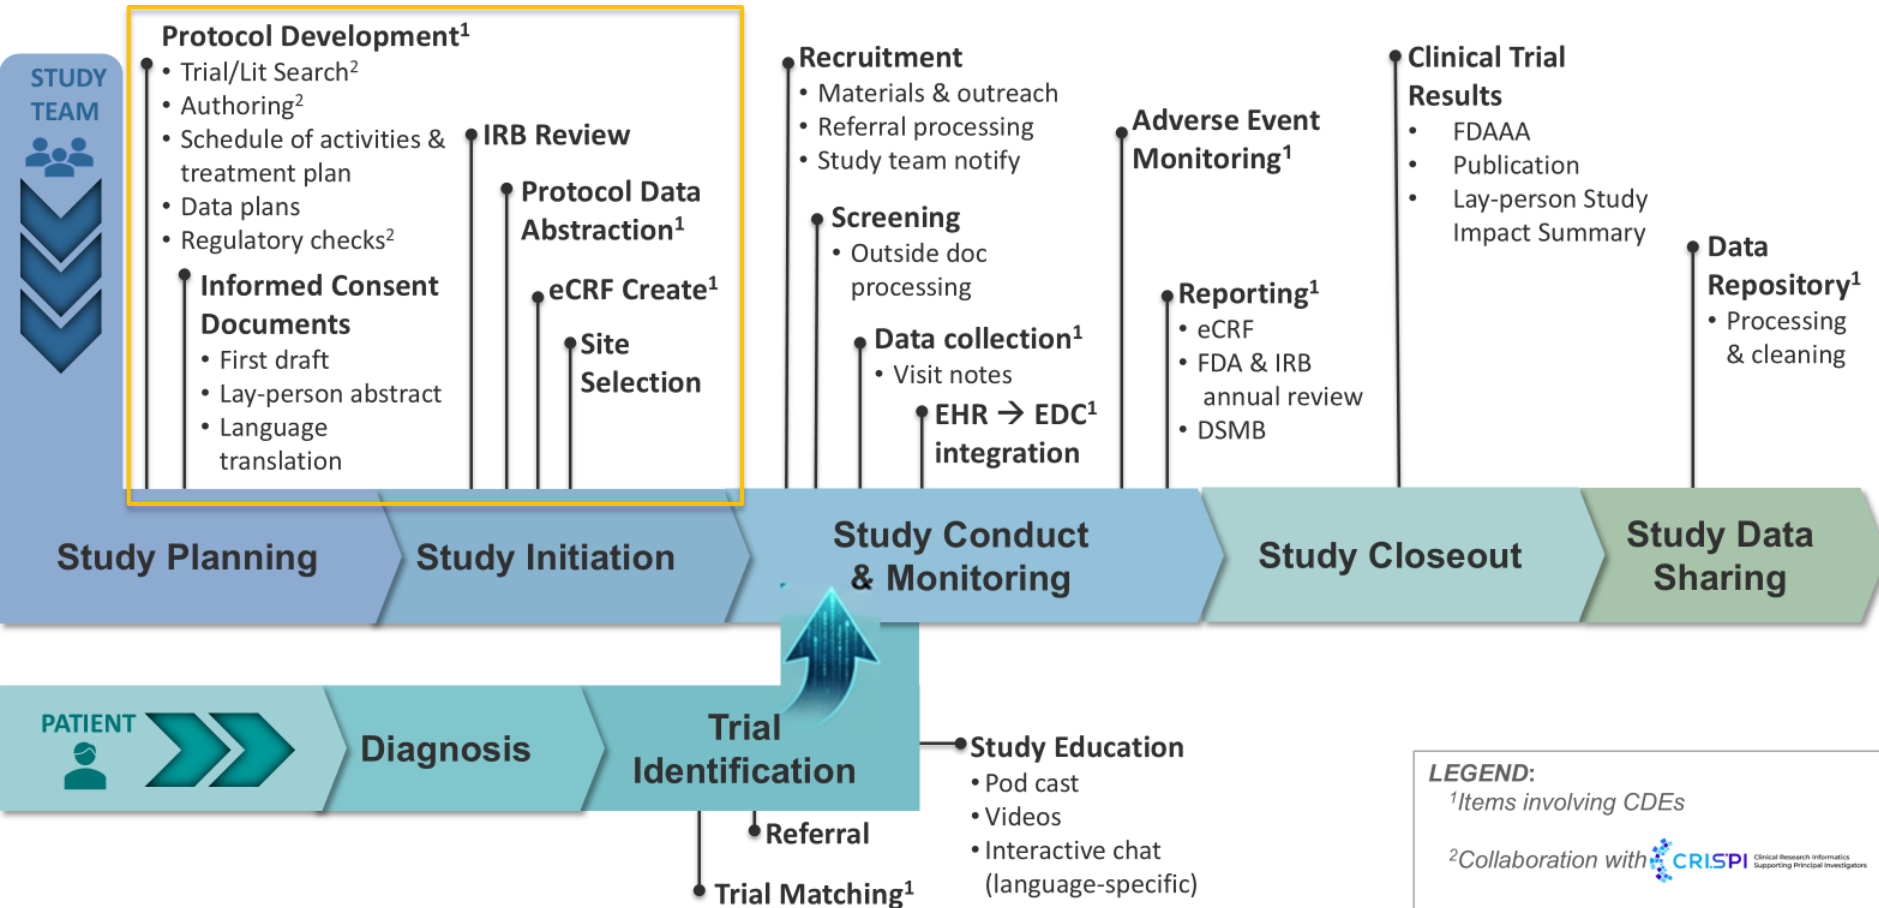 STUDY
TEAM
Protocol Development¹
• Trial/Lit Search²
• Authoring²
• Schedule of activities &
treatment plan
• Data plans
• Regulatory checks²
Informed Consent
Documents
• First draft
• Lay-person abstract
• Language
translation
IRB Review
Protocol Data
Abstraction¹
eCRF Create¹
Site
Selection
Recruitment
• Materials & outreach
• Referral processing
• Study team notify
Screening
• Outside doc
processing
Data collection¹
• Visit notes
EHR → EDC¹
integration
Adverse Event
Monitoring¹
Reporting¹
• eCRF
• FDA & IRB
annual review
• DSMB
Clinical Trial
Results
• FDAAA
• Publication
• Lay-person Study
Impact Summary
Data
Repository¹
• Processing
& cleaning
Study Planning
Study Initiation
Study Conduct
& Monitoring
Study Closeout
Study Data
Sharing
PATIENT
Diagnosis
Trial
Identification
Referral
Trial Matching¹
Study Education
• Pod cast
• Videos
• Interactive chat
(language-specific)
LEGEND:
¹Items involving CDEs
²Collaboration with CRISPI Clinical Research Informatics
Supporting Principal Investigators